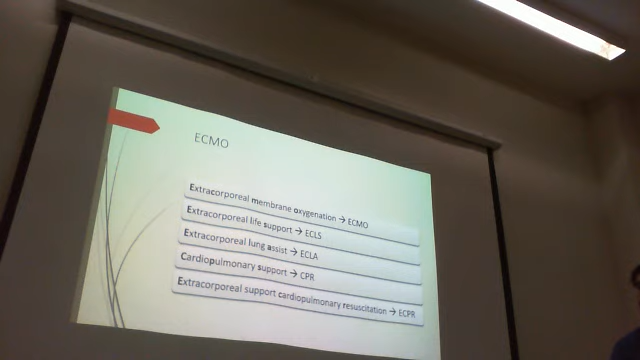 ECMO
Extracorporeal membrane oxygenation → ECMO
Extracorporeal life support → ECLS
Extracorporeal lung assist → ECLA
Cardiopulmonary support → CPR
Extracorporeal support cardiopulmonary resuscitation → ECPR